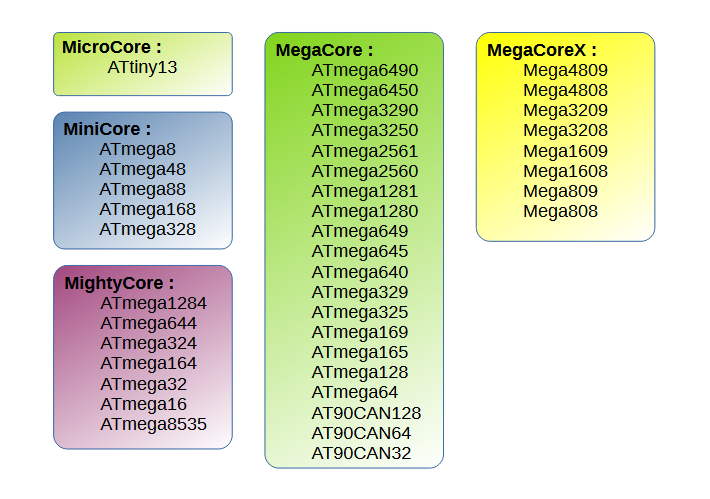 MicroCore :
ATtiny13
MiniCore :
ATmega8
ATmega48
ATmega88
ATmega168
ATmega328
MightyCore :
ATmega1284
ATmega644
ATmega324
ATmega164
ATmega32
ATmega16
ATmega8535
MegaCore :
ATmega6490
ATmega6450
ATmega3290
ATmega3250
ATmega2561
ATmega2560
ATmega1281
ATmega1280
ATmega649
ATmega645
ATmega640
ATmega329
ATmega325
ATmega169
ATmega165
ATmega128
ATmega64
AT90CAN128
AT90CAN64
AT90CAN32
MegaCoreX :
Mega4809
Mega4808
Mega3209
Mega3208
Mega1609
Mega1608
Mega809
Mega808